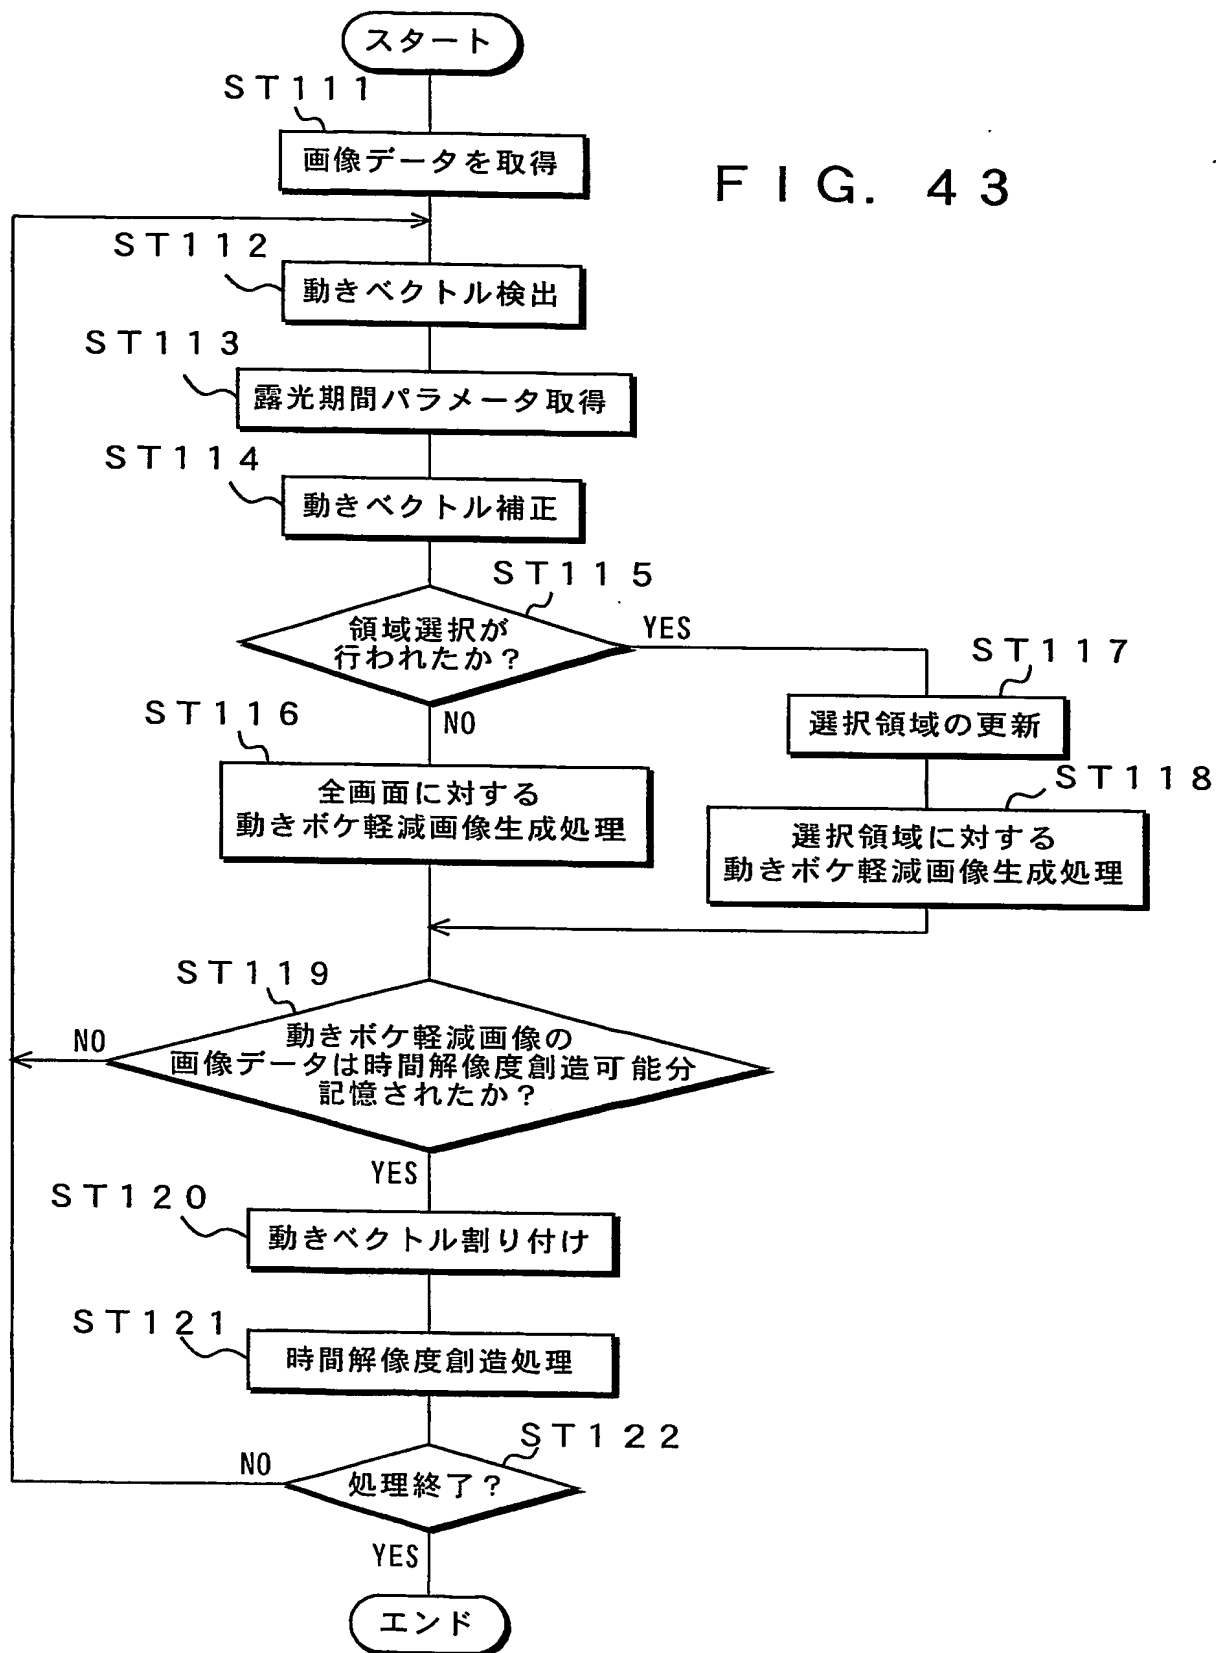 スタート
ST111
画像データを取得
FIG. 43
ST112
動きベクトル検出
ST113
露光期間パラメータ取得
ST114
動きベクトル補正
ST115
領域選択が
行われたか？
YES
NO
ST116
全画面に対する
動きボケ軽減画像生成処理
ST117
選択領域の更新
ST118
選択領域に対する
動きボケ軽減画像生成処理
ST119
動きボケ軽減画像の
画像データは時間解像度創造可能分
記憶されたか？
NO
YES
ST120
動きベクトル割り付け
ST121
時間解像度創造処理
ST122
処理終了？
NO
YES
エンド